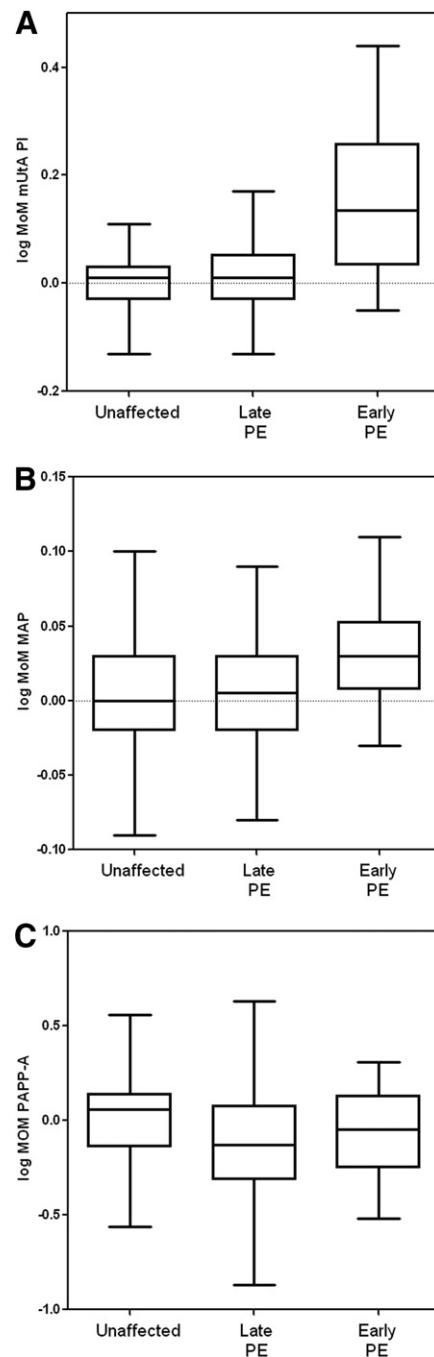 A
log MoM mUtA PI
0.4
0.2
0.0
-0.2
Unaffected
Late
PE
Early
PE
B
log MoM MAP
0.15
0.10
0.05
0.00
-0.05
-0.10
Unaffected
Late
PE
Early
PE
C
log MOM PAPP-A
1.0
0.5
0.0
-0.5
-1.0
Unaffected
Late
PE
Early
PE